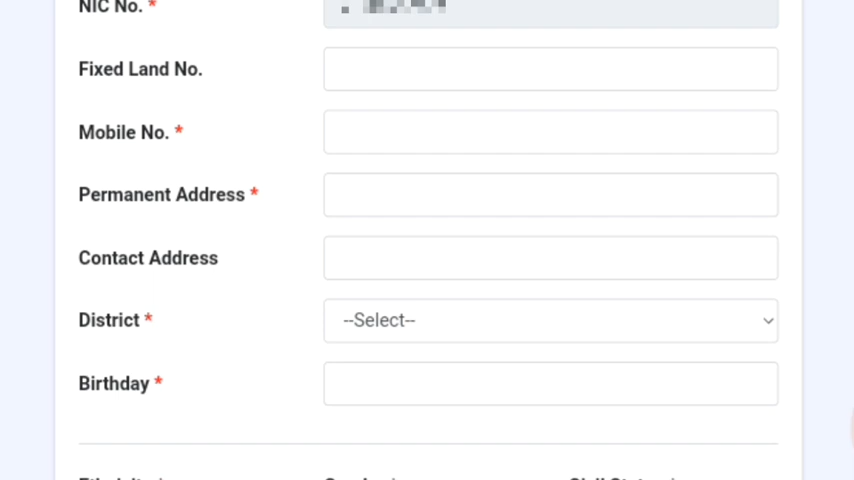 NIC No. *
Fixed Land No.
Mobile No. *
Permanent Address *
Contact Address
District * --Select--
Birthday *